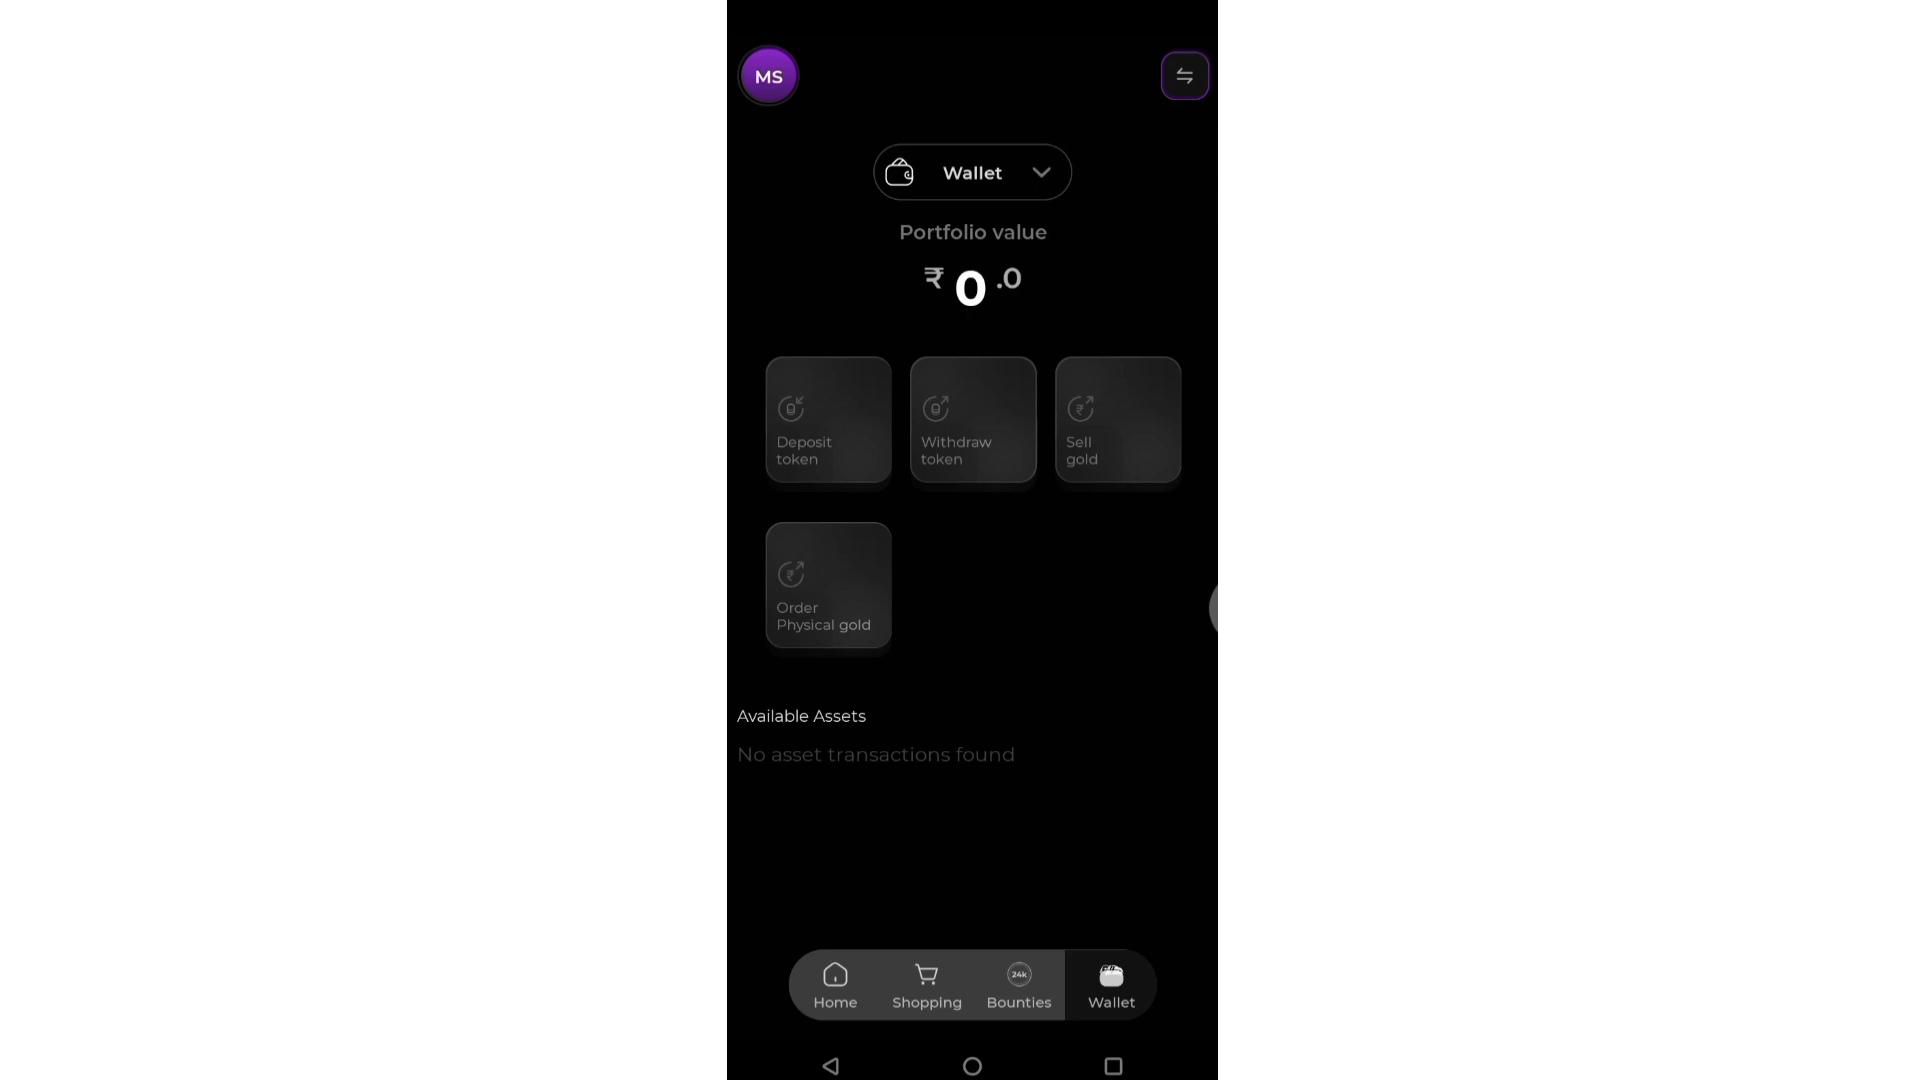 MS
Wallet
Portfolio value
₹ 0 .0
Deposit
token
Withdraw
token
Sell
gold
Order
Physical gold
Available Assets
No asset transactions found
24k
Home
Shopping
Bounties
Wallet